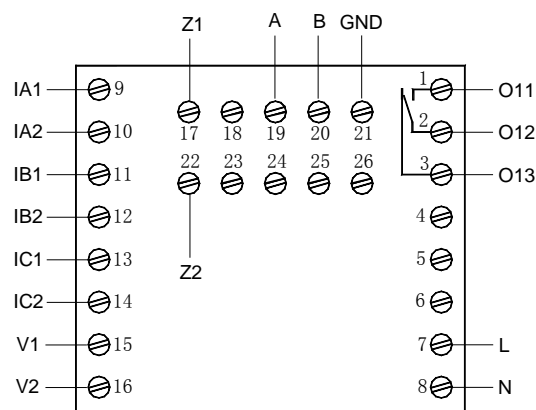 Z1 A B GND
IA1 9 1 O11
IA2 10 17 18 19 20 21 2 O12
IB1 11 22 23 24 25 26 3 O13
IB2 12 4
IC1 13 Z2 5
IC2 14 6
V1 15 7 L
V2 16 8 N